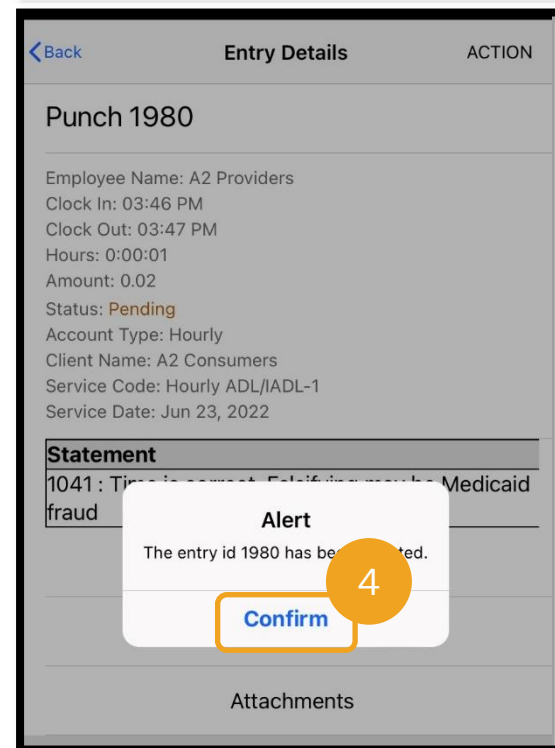 Back Entry Details ACTION
Punch 1980
Employee Name: A2 Providers
Clock In: 03:46 PM
Clock Out: 03:47 PM
Hours: 0:00:01
Amount: 0.02
Status: Pending
Account Type: Hourly
Client Name: A2 Consumers
Service Code: Hourly ADL/IADL-1
Service Date: Jun 23, 2022
Statement
1041 : Time is correct. Falsifying may be Medicaid
fraud
Alert
The entry id 1980 has
4
Confirm
Attachments